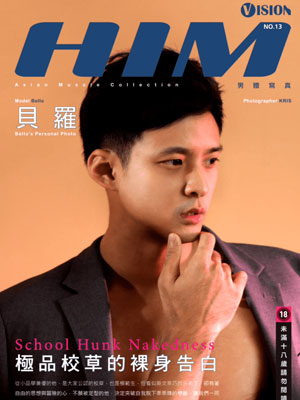 VISION
HIM
NO.13
Asian Muscle Collection
男體寫真
Model Bello
Photographer KRIS
貝羅
Bello's Personal Photo
18
未滿十八歲請勿閱讀
School Hunk Nakedness
極品校草的裸身告白